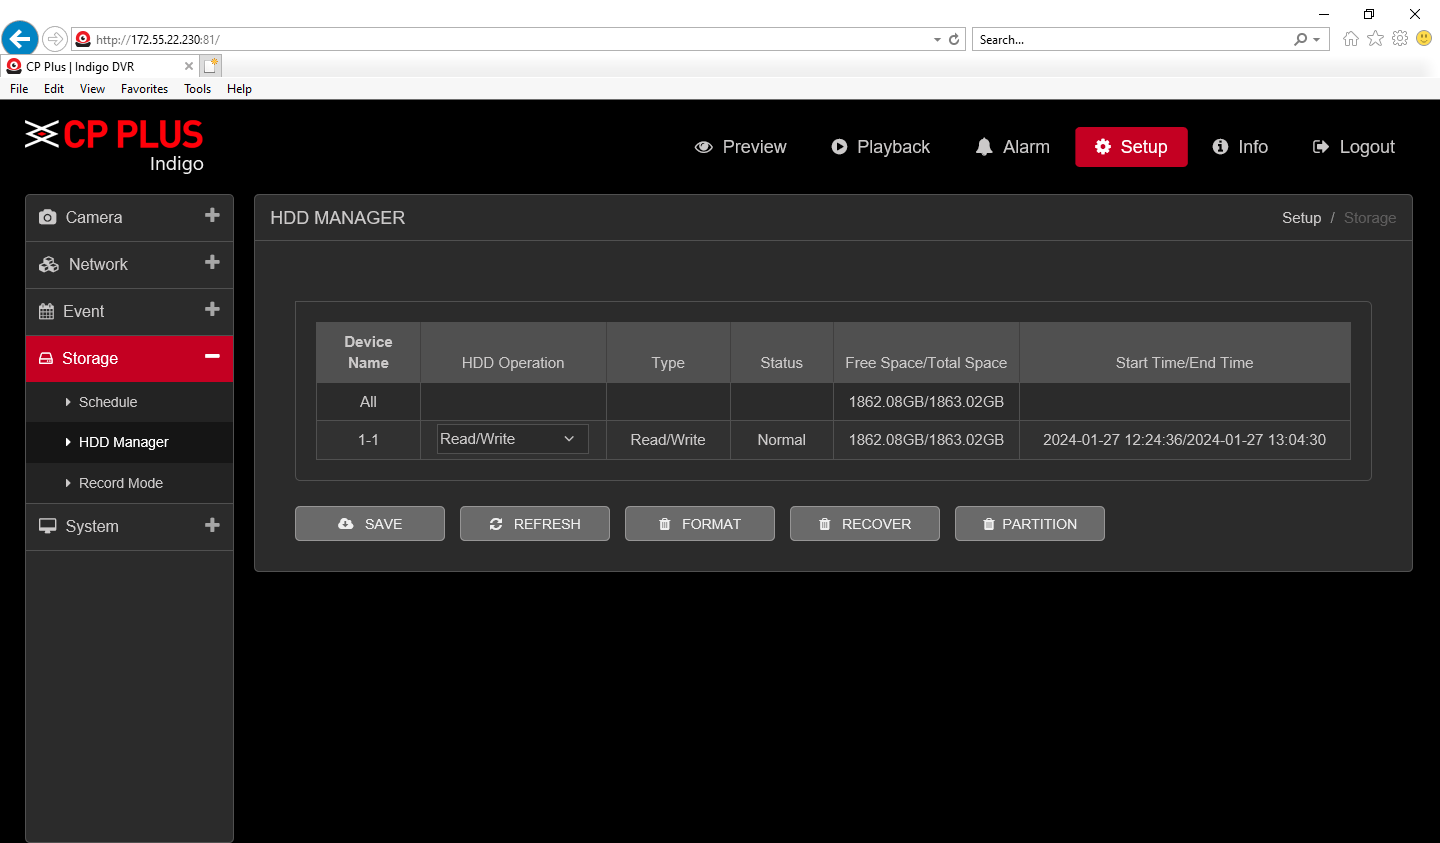 http://172.55.22.230:81/
Search...
CP Plus | Indigo DVR
File Edit View Favorites Tools Help
CP PLUS
Indigo
Preview Playback Alarm Setup Info Logout
Camera
Network
Event
Storage
Schedule
HDD Manager
Record Mode
System
HDD MANAGER
Setup / Storage
Device Name HDD Operation Type Status Free Space/Total Space Start Time/End Time
All 1862.08GB/1863.02GB
1-1 Read/Write Read/Write Normal 1862.08GB/1863.02GB 2024-01-27 12:24:36/2024-01-27 13:04:30
SAVE REFRESH FORMAT RECOVER PARTITION